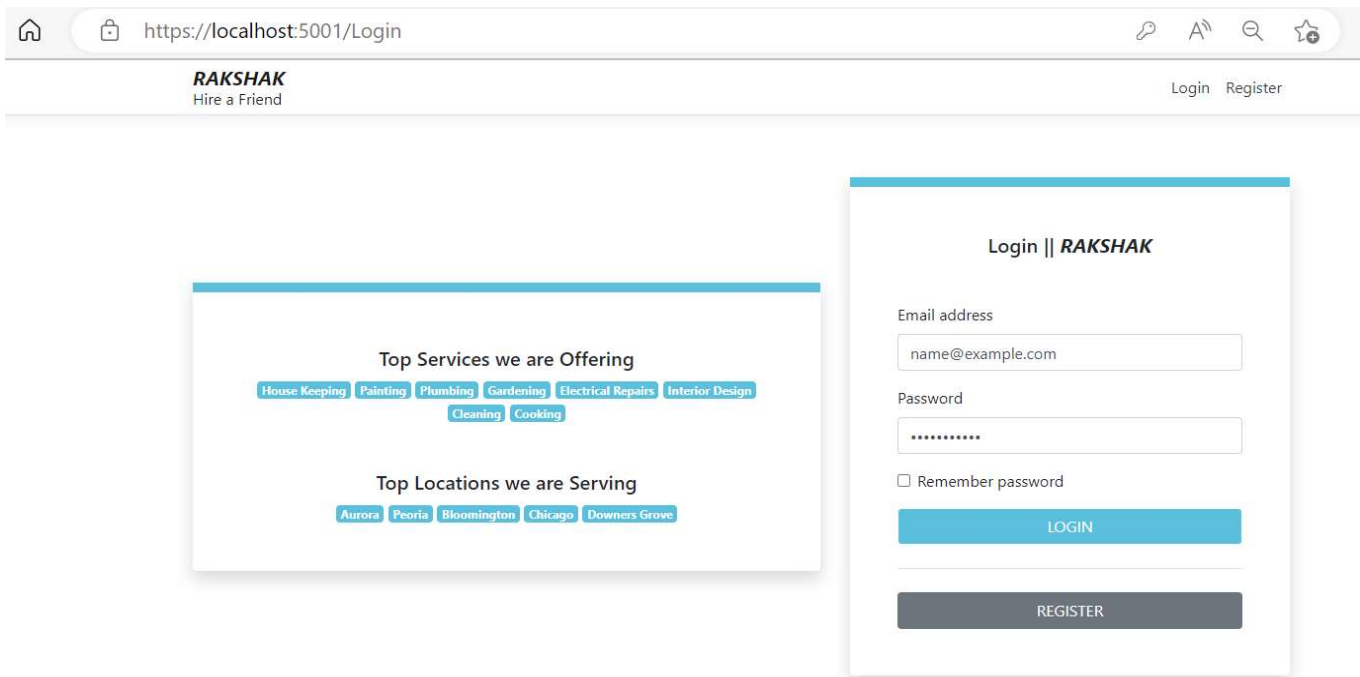 https://localhost:5001/Login
RAKSHAK
Hire a Friend
Login Register
Top Services we are Offering
House Keeping Painting Plumbing Gardening Electrical Repairs Interior Design
Cleaning Cooking
Top Locations we are Serving
Aurora Peoria Bloomington Chicago Downers Grove
Login || RAKSHAK
Email address
name@example.com
Password
•••••••••••
Remember password
LOGIN
REGISTER